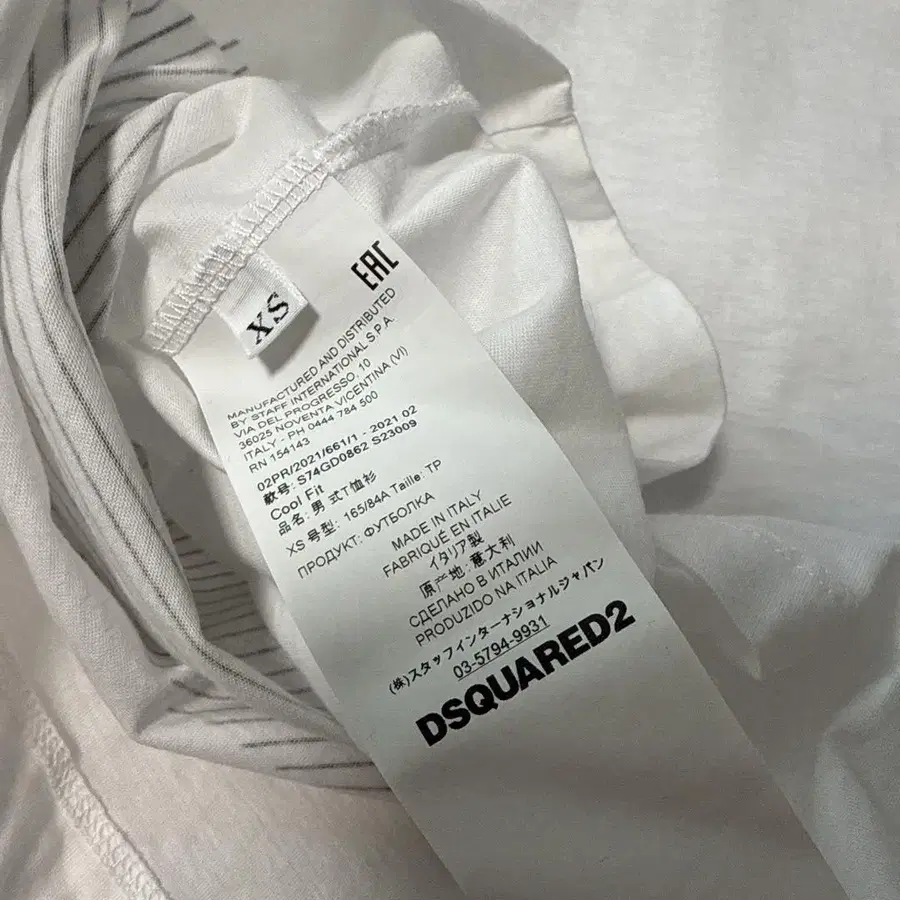 XS
EAC
MANUFACTURED AND DISTRIBUTED
BY STAFF INTERNATIONAL S.P.A.
VIA DEL PROGRESSO, 10
36025 NOVENTA VICENTINA (VI)
ITALY - PH 0444 784 500
RN 154143
02PR/2021/661/1 - 2021 02
款号: S74GD0862 S23009
Cool Fit
品名: 男 式T恤衫
XS 号型: 165/84A Taille: TP
ПРОДУКТ: ФУТБОЛКА
MADE IN ITALY
FABRIQUÉ EN ITALIE
イタリア製
原产地: 意大利
СДЕЛАНО В ИТАЛИИ
PRODUZIDO NA ITALIA
(株)スタッフインターナショナルジャパン
03-5794-9931
DSQUARED2